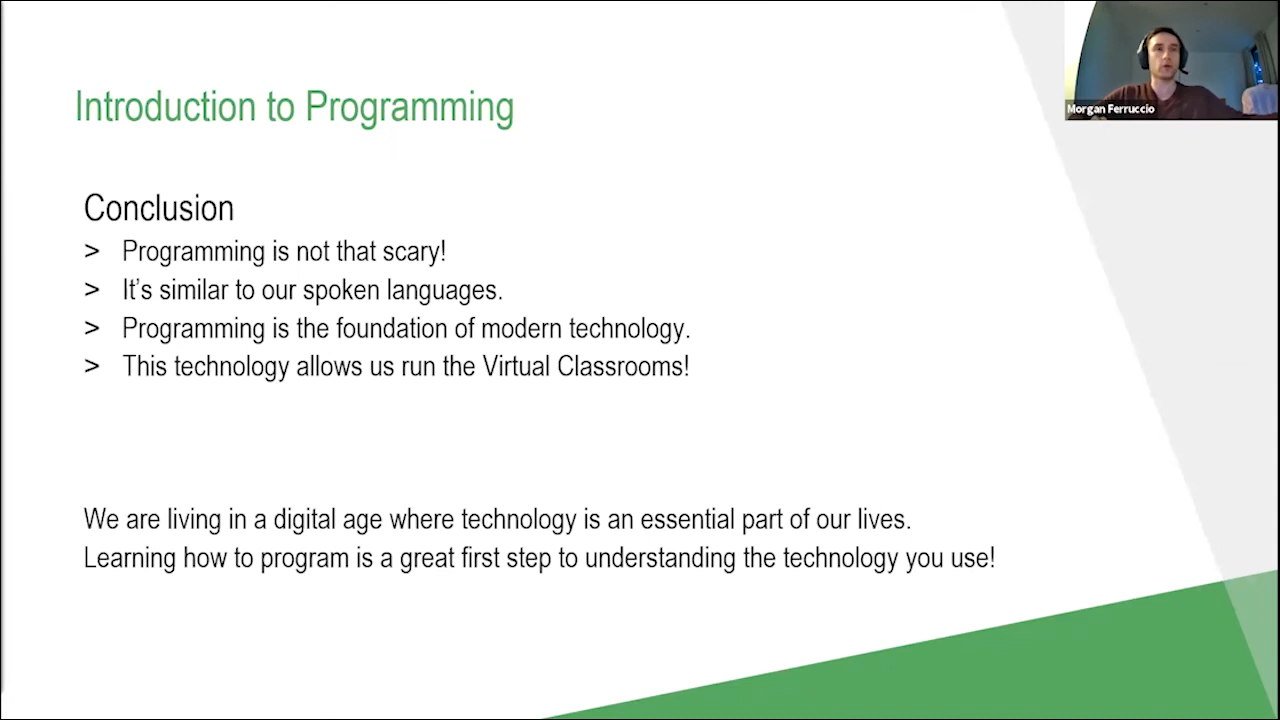 Introduction to Programming
Morgan Ferruccio
Conclusion
> Programming is not that scary!
> It's similar to our spoken languages.
> Programming is the foundation of modern technology.
> This technology allows us run the Virtual Classrooms!
We are living in a digital age where technology is an essential part of our lives.
Learning how to program is a great first step to understanding the technology you use!